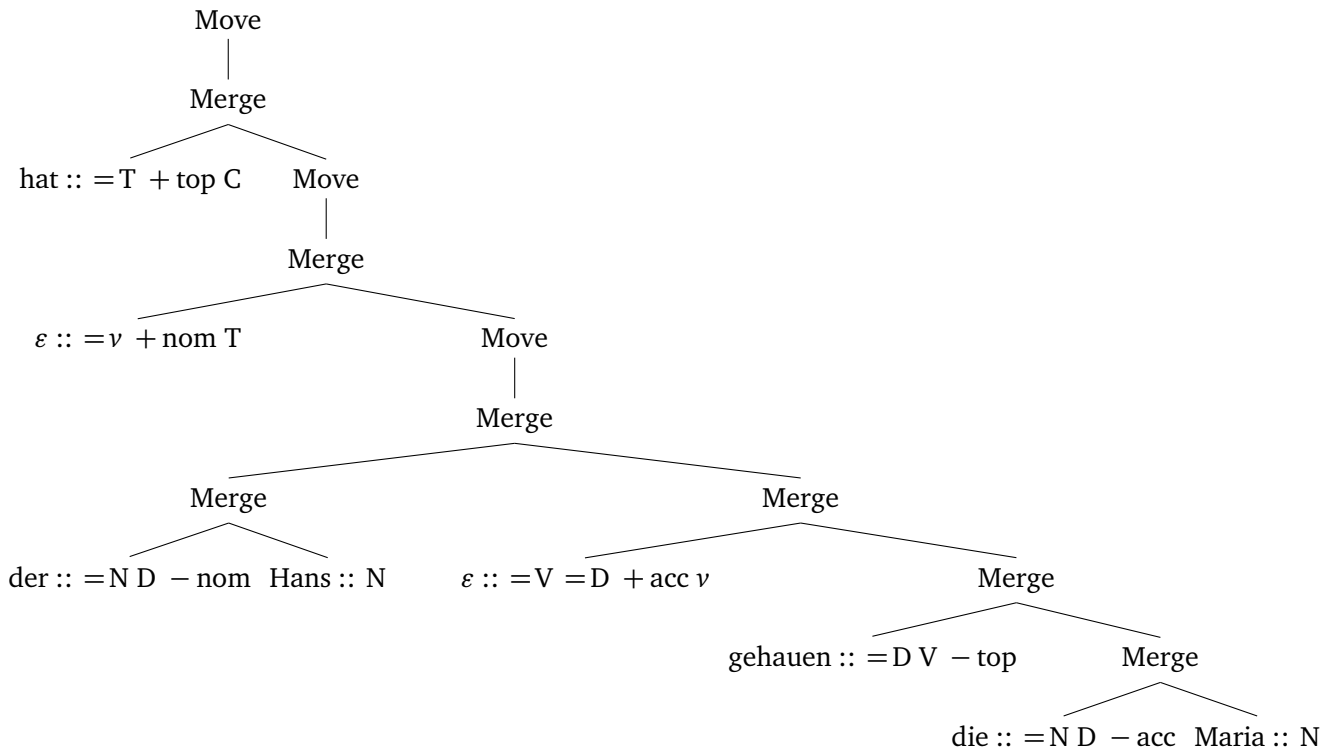 Move
Merge
hat :: =T +top C Move
Merge
ε :: =v +nom T Move
Merge
Merge Merge
der :: =N D −nom Hans :: N ε :: =V =D +acc v Merge
gehauen :: =D V −top Merge
die :: =N D −acc Maria :: N